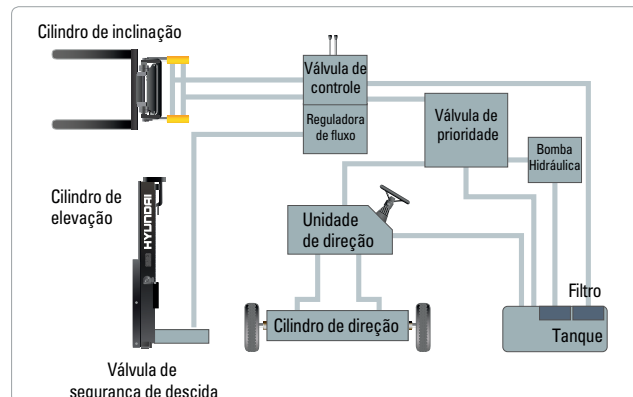 Cilindro de inclinação
Válvula de
controle
Reguladora
de fluxo
Válvula de
prioridade
Bomba
Hidráulica
Cilindro de
elevação
HYUNDAI
Unidade
de direção
Cilindro de direção
Filtro
Tanque
Válvula de
segurança de descida